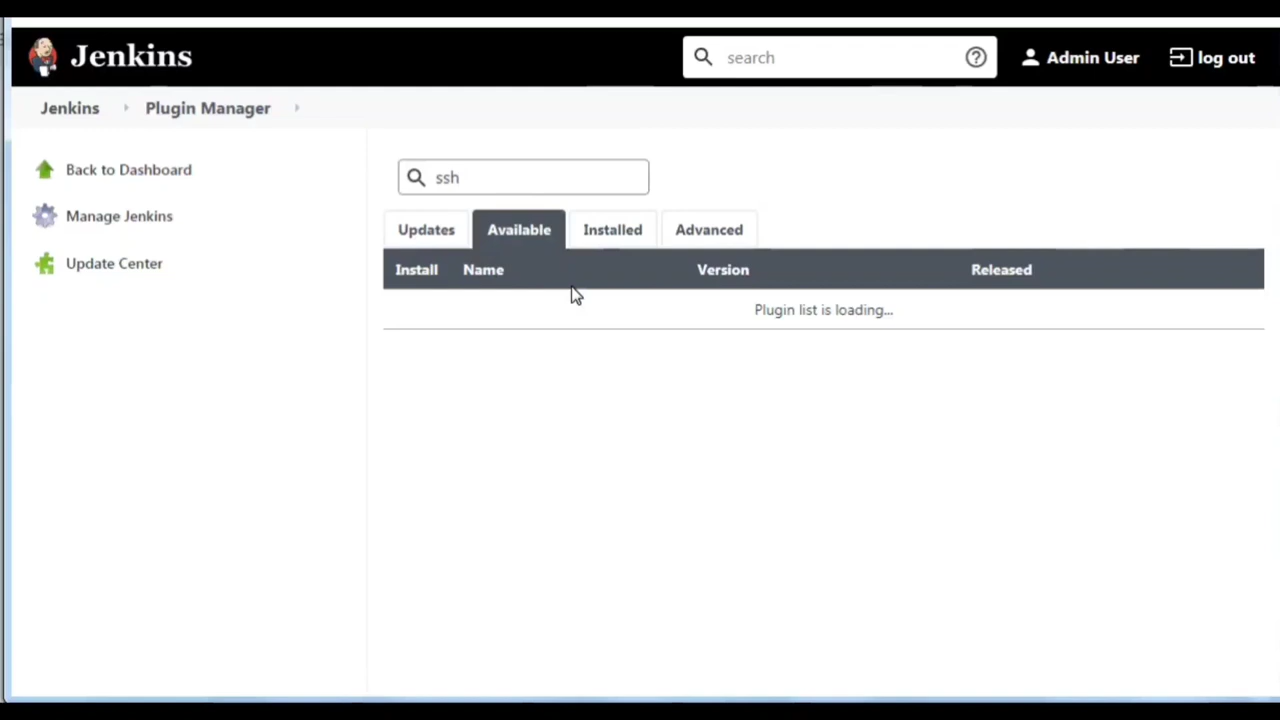 Jenkins
search
Admin User
log out
Jenkins
Plugin Manager
Back to Dashboard
Manage Jenkins
Update Center
ssh
Updates
Available
Installed
Advanced
Install Name Version Released
Plugin list is loading...